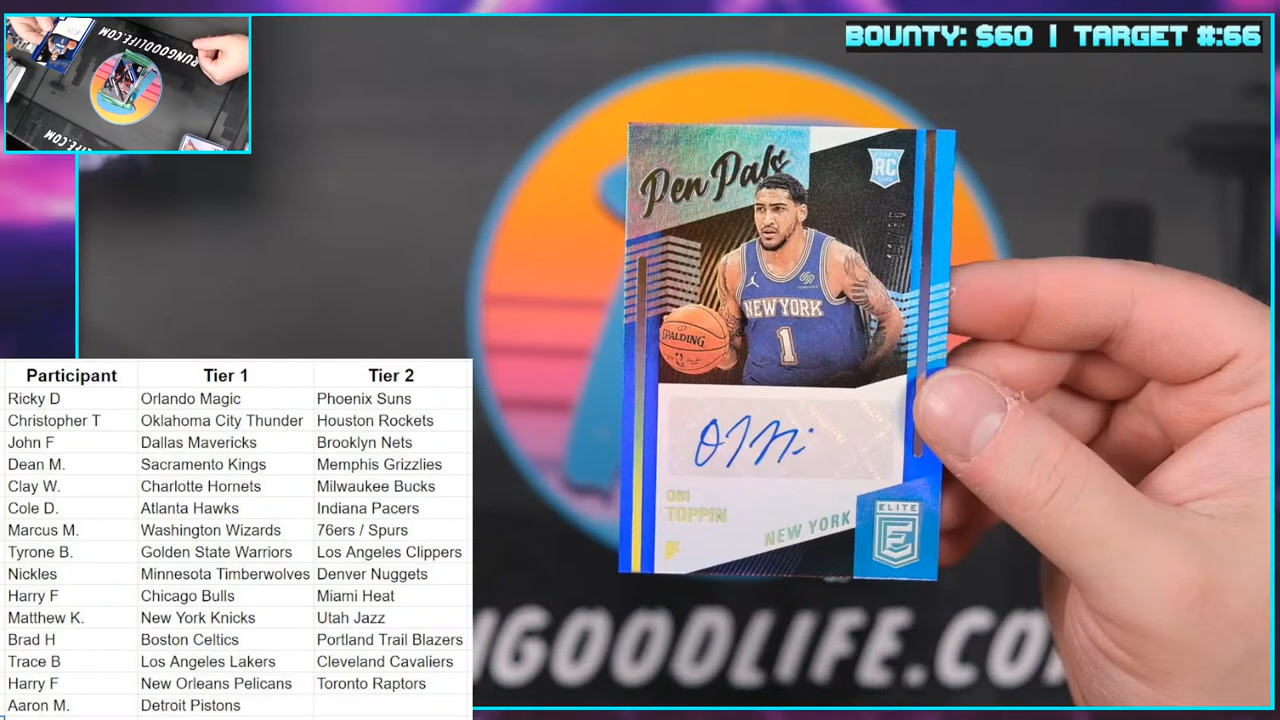 BOUNTY: $60 | TARGET #:66
RUNGOODLIFE.COM
Pen Pals
RC
NEW YORK
1
SPALDING
OBI
TOPPIN
F
NEW YORK
ELITE
E
Participant Tier 1 Tier 2
Ricky D Orlando Magic Phoenix Suns
Christopher T Oklahoma City Thunder Houston Rockets
John F Dallas Mavericks Brooklyn Nets
Dean M. Sacramento Kings Memphis Grizzlies
Clay W. Charlotte Hornets Milwaukee Bucks
Cole D. Atlanta Hawks Indiana Pacers
Marcus M. Washington Wizards 76ers / Spurs
Tyrone B. Golden State Warriors Los Angeles Clippers
Nickles Minnesota Timberwolves Denver Nuggets
Harry F Chicago Bulls Miami Heat
Matthew K. New York Knicks Utah Jazz
Brad H Boston Celtics Portland Trail Blazers
Trace B Los Angeles Lakers Cleveland Cavaliers
Harry F New Orleans Pelicans Toronto Raptors
Aaron M. Detroit Pistons
NGOODLIFE.CO